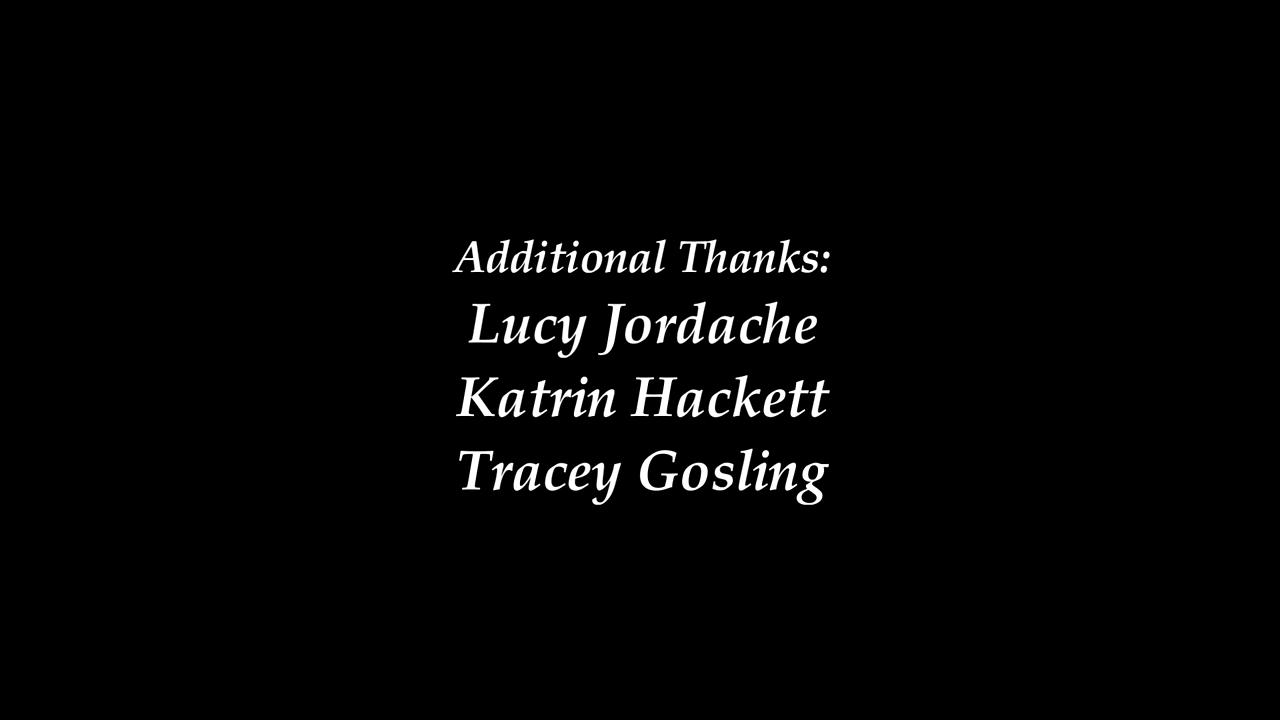 Additional Thanks:
Lucy Jordache
Katrin Hackett
Tracey Gosling